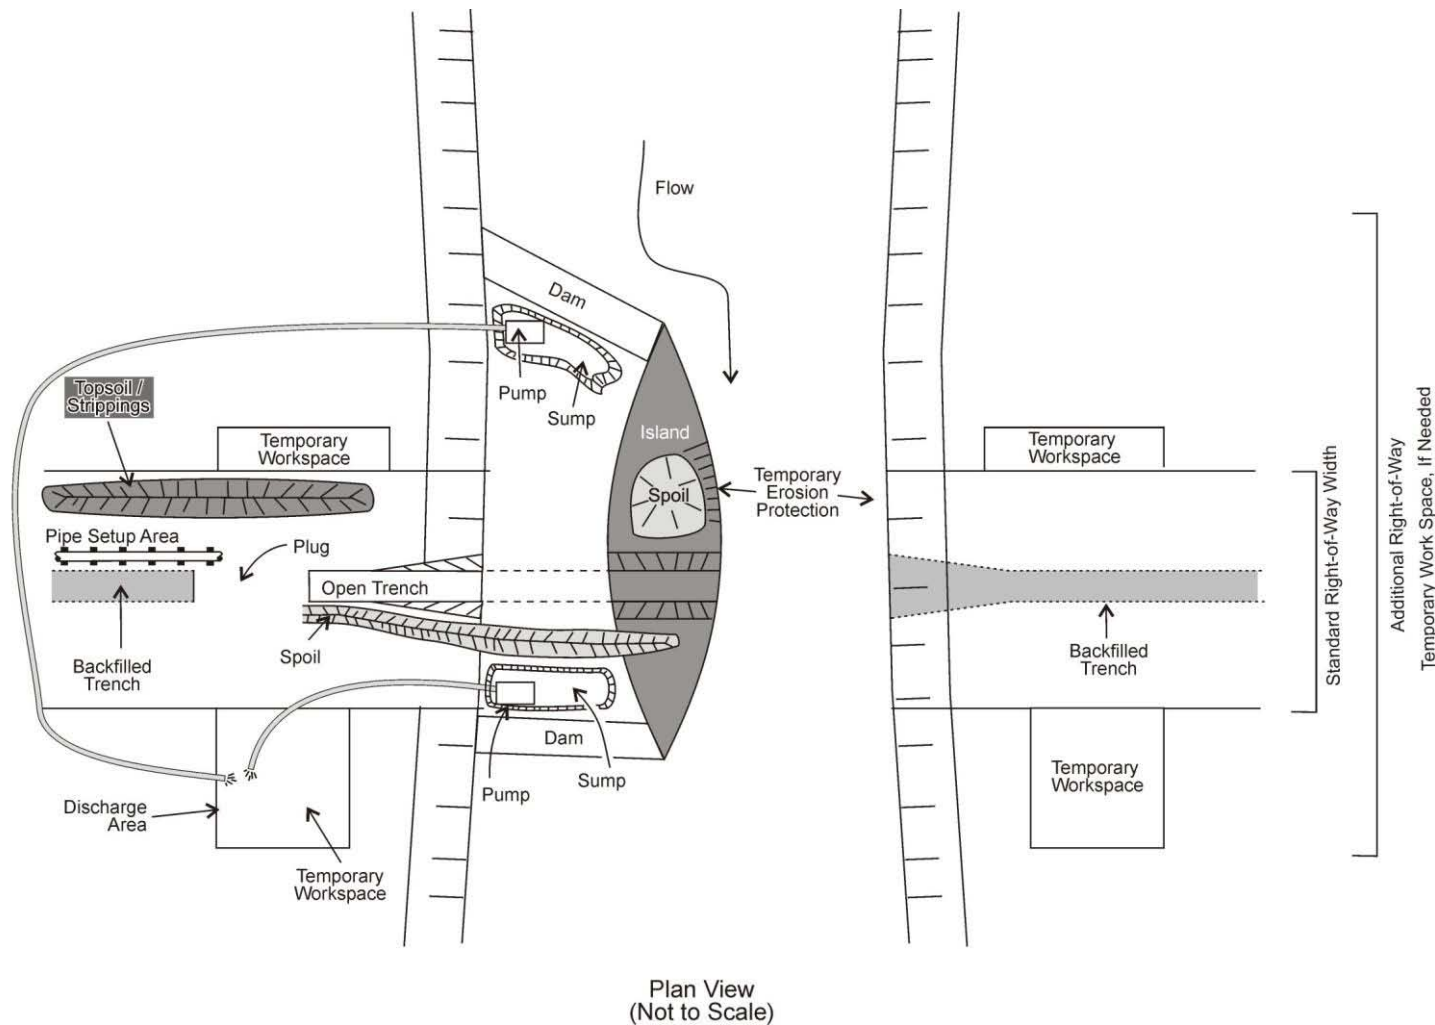 Flow
Dam
Pump
Sump
Topsoil /
Strippings
Temporary
Workspace
Island
Spoil
Temporary
Erosion
Protection
Temporary
Workspace
Pipe Setup Area
Plug
Open Trench
Spoil
Backfilled
Trench
Backfilled
Trench
Dam
Sump
Pump
Discharge
Area
Temporary
Workspace
Temporary
Workspace
Standard Right-of-Way Width
Additional Right-of-Way
Temporary Work Space, If Needed
Plan View
(Not to Scale)